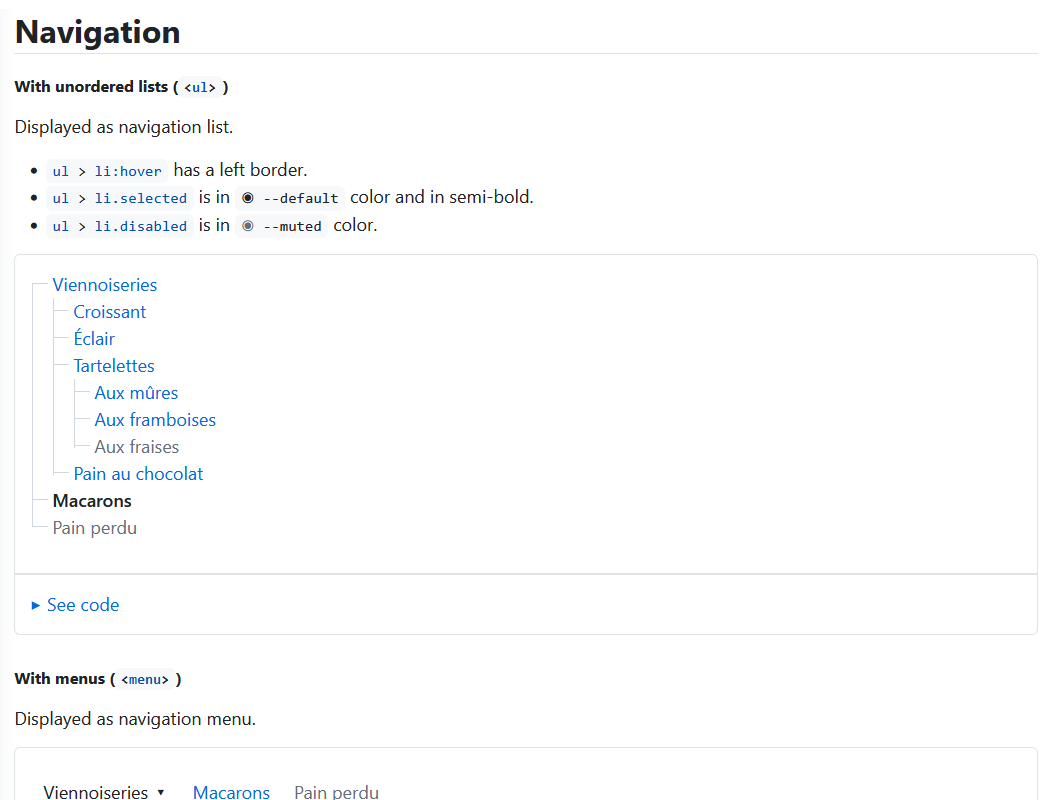 Navigation
With unordered lists ( <ul> )
Displayed as navigation list.
• ul > li:hover has a left border.
• ul > li.selected is in ◉ --default color and in semi-bold.
• ul > li.disabled is in ◉ --muted color.
Viennoiseries
Croissant
Éclair
Tartelettes
Aux mûres
Aux framboises
Aux fraises
Pain au chocolat
Macarons
Pain perdu
▸ See code
With menus ( <menu> )
Displayed as navigation menu.
Viennoiseries ▾ Macarons Pain perdu